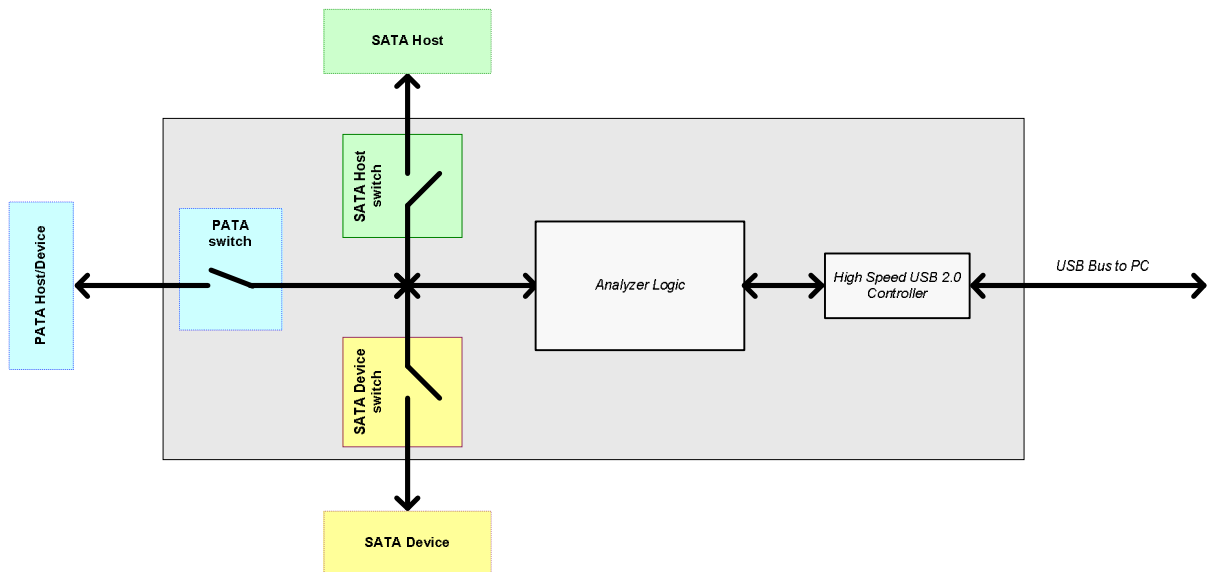 SATA Host
SATA Host
switch
PATA
switch
PATA Host/Device
Analyzer Logic
High Speed USB 2.0
Controller
USB Bus to PC
SATA Device
switch
SATA Device